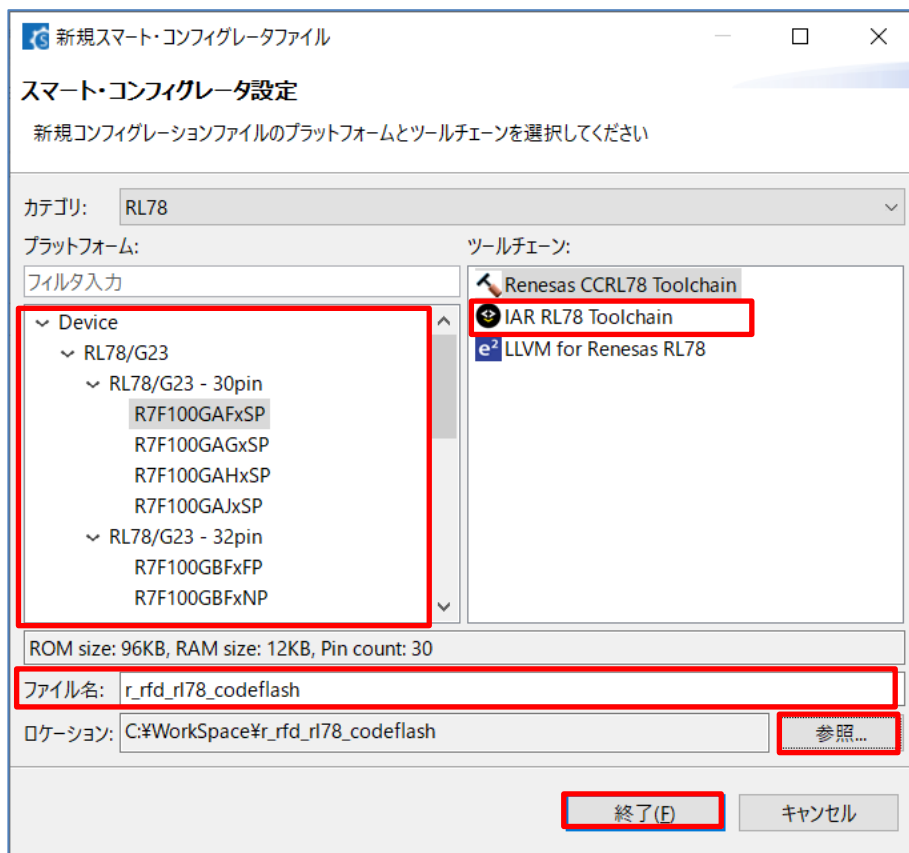 新規スマート・コンフィグレータファイル
スマート・コンフィグレータ設定
新規コンフィグレーションファイルのプラットフォームとツールチェーンを選択してください
カテゴリ: RL78
プラットフォーム:
フィルタ入力
Device
RL78/G23
RL78/G23 - 30pin
R7F100GAFxSP
R7F100GAGxSP
R7F100GAHxSP
R7F100GAJxSP
RL78/G23 - 32pin
R7F100GBFxFP
R7F100GBFxNP
ツールチェーン:
Renesas CCRL78 Toolchain
IAR RL78 Toolchain
e² LLVM for Renesas RL78
ROM size: 96KB, RAM size: 12KB, Pin count: 30
ファイル名: r_rfd_rl78_codeflash
ロケーション: C:¥WorkSpace¥r_rfd_rl78_codeflash 参照...
終了(F) キャンセル